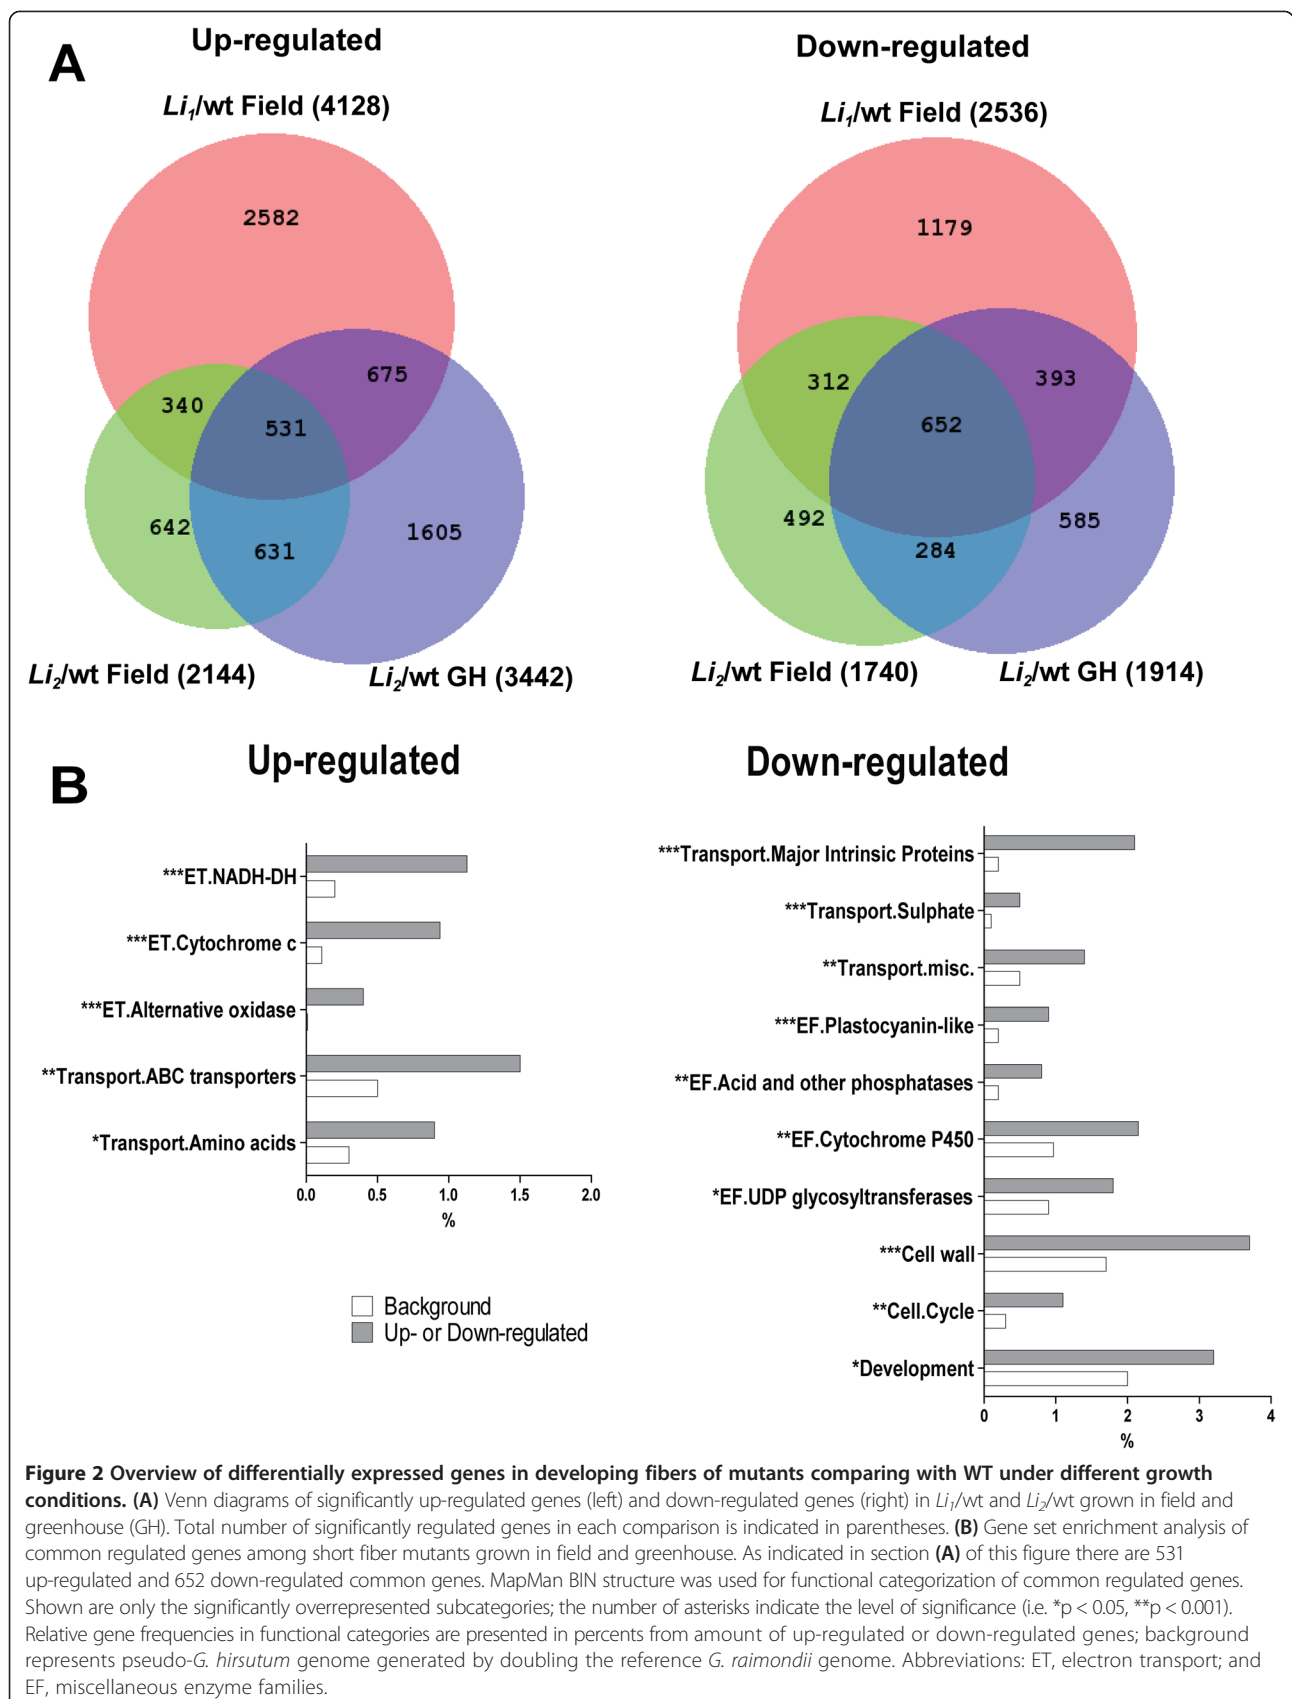 A
Up-regulated
Down-regulated
Li1/wt Field (4128)
Li1/wt Field (2536)
2582
1179
675
340
531
312
393
652
642
631
1605
492
284
585
Li2/wt Field (2144)
Li2/wt GH (3442)
Li2/wt Field (1740)
Li2/wt GH (1914)
B
Up-regulated
***ET.NADH-DH
***ET.Cytochrome c
***ET.Alternative oxidase
**Transport.ABC transporters
*Transport.Amino acids
0.0 0.5 1.0 1.5 2.0
%
Background
Up- or Down-regulated
Down-regulated
***Transport.Major Intrinsic Proteins
***Transport.Sulphate
**Transport.misc.
***EF.Plastocyanin-like
**EF.Acid and other phosphatases
**EF.Cytochrome P450
*EF.UDP glycosyltransferases
***Cell wall
**Cell.Cycle
*Development
0 1 2 3 4
%
Figure 2 Overview of differentially expressed genes in developing fibers of mutants comparing with WT under different growth
conditions. (A) Venn diagrams of significantly up-regulated genes (left) and down-regulated genes (right) in Li1/wt and Li2/wt grown in field and
greenhouse (GH). Total number of significantly regulated genes in each comparison is indicated in parentheses. (B) Gene set enrichment analysis of
common regulated genes among short fiber mutants grown in field and greenhouse. As indicated in section (A) of this figure there are 531
up-regulated and 652 down-regulated common genes. MapMan BIN structure was used for functional categorization of common regulated genes.
Shown are only the significantly overrepresented subcategories; the number of asterisks indicate the level of significance (i.e. *p < 0.05, **p < 0.001).
Relative gene frequencies in functional categories are presented in percents from amount of up-regulated or down-regulated genes; background
represents pseudo-G. hirsutum genome generated by doubling the reference G. raimondii genome. Abbreviations: ET, electron transport; and
EF, miscellaneous enzyme families.